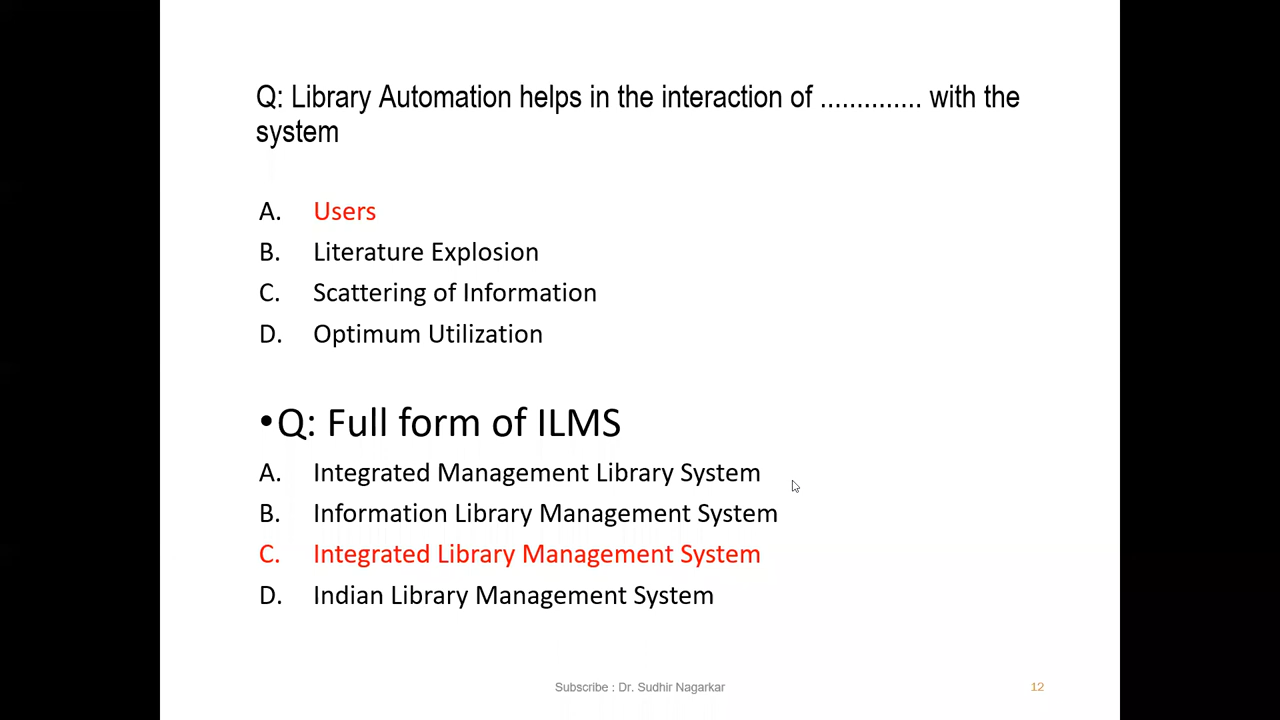 Q: Library Automation helps in the interaction of .............. with the
system
A. Users
B. Literature Explosion
C. Scattering of Information
D. Optimum Utilization
•Q: Full form of ILMS
A. Integrated Management Library System
B. Information Library Management System
C. Integrated Library Management System
D. Indian Library Management System
Subscribe : Dr. Sudhir Nagarkar 12